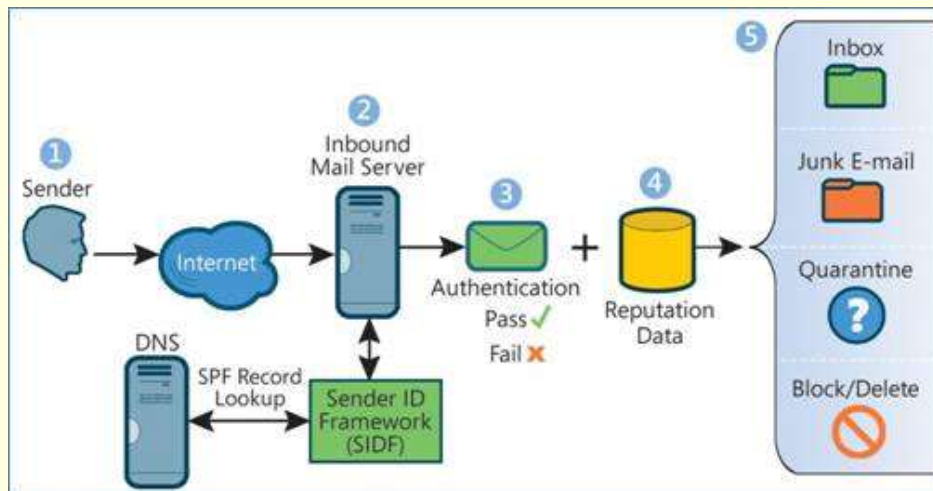 1
Sender
Internet
2
Inbound
Mail Server
3
Authentication
Pass ✓
Fail ✗
+
4
Reputation
Data
DNS
SPF Record
Lookup
Sender ID
Framework
(SIDF)
5
Inbox
Junk E-mail
Quarantine
?
Block/Delete